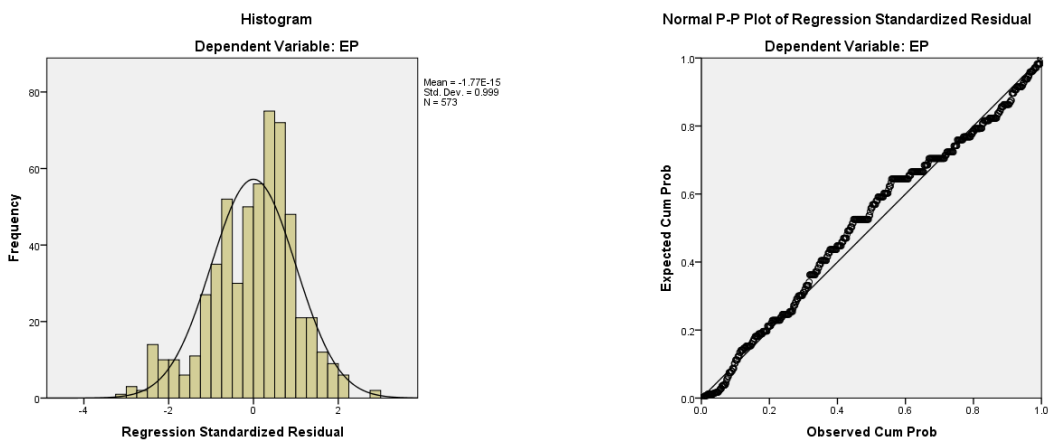 Histogram
Dependent Variable: EP
Mean = -1.77E-15
Std. Dev. = 0.999
N = 573
80
60
40
20
0
Frequency
-4
-2
0
2
Regression Standardized Residual
Normal P-P Plot of Regression Standardized Residual
Dependent Variable: EP
1.0
0.8
0.6
0.4
0.2
0.0
Expected Cum Prob
0.0
0.2
0.4
0.6
0.8
1.0
Observed Cum Prob